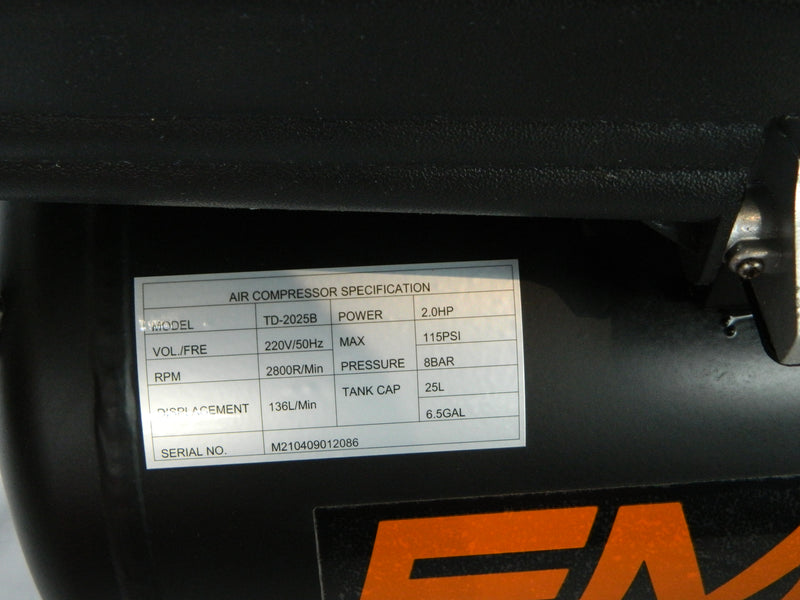 AIR COMPRESSOR SPECIFICATION
MODEL TD-2025B POWER 2.0HP
VOL./FRE 220V/50Hz MAX 115PSI
RPM 2800R/Min PRESSURE 8BAR
DISPLACEMENT 136L/Min TANK CAP 25L
6.5GAL
SERIAL NO. M210409012086